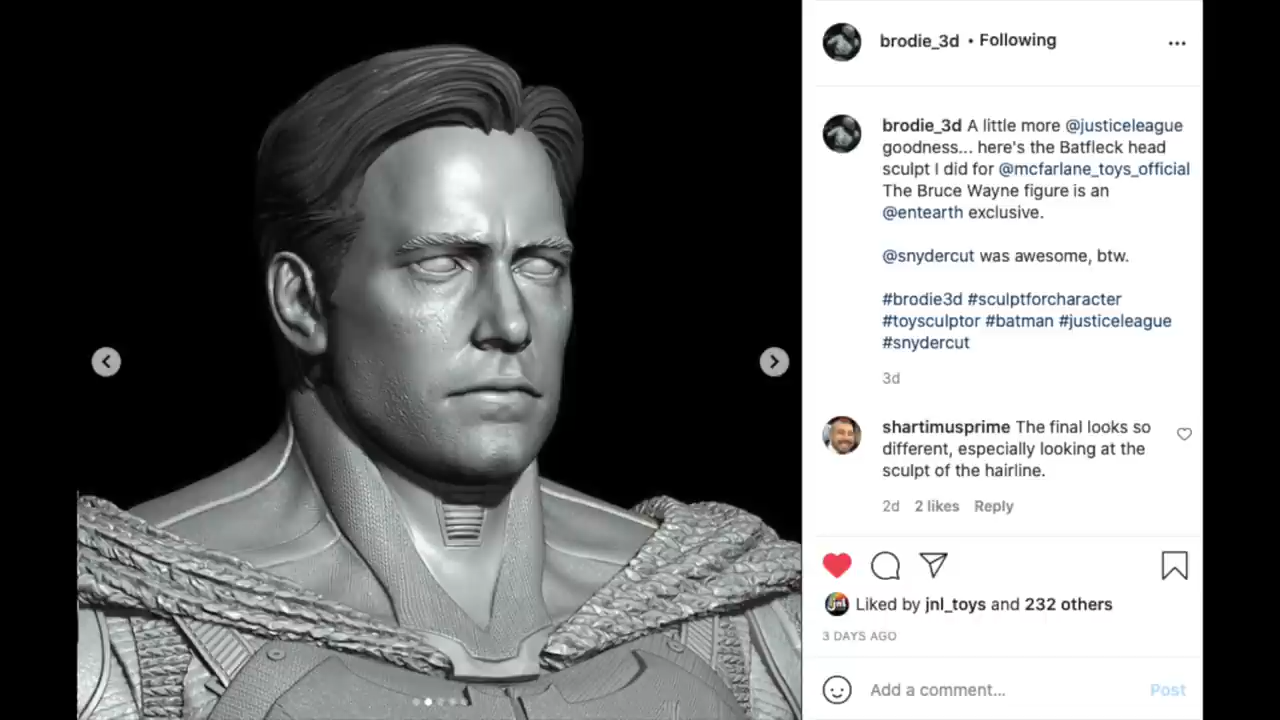 brodie_3d • Following
brodie_3d A little more @justiceleague
goodness... here's the Batfleck head
sculpt I did for @mcfarlane_toys_official
The Bruce Wayne figure is an
@entearth exclusive.
@snydercut was awesome, btw.
#brodie3d #sculptforcharacter
#toysculptor #batman #justiceleague
#snydercut
3d
shartimusprime The final looks so
different, especially looking at the
sculpt of the hairline.
2d 2 likes Reply
jnl
Liked by jnl_toys and 232 others
3 DAYS AGO
Add a comment... Post